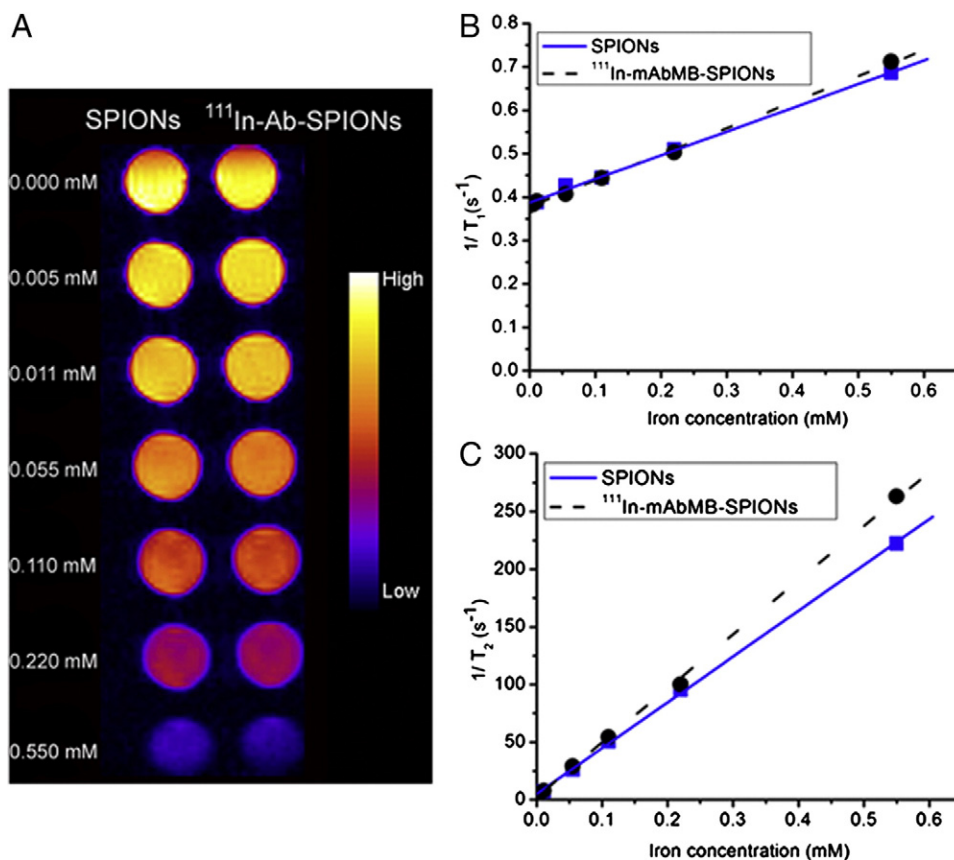 A
SPIONs ¹¹¹In-Ab-SPIONs
0.000 mM
0.005 mM
0.011 mM
0.055 mM
0.110 mM
0.220 mM
0.550 mM
High
Low
B
SPIONs
¹¹¹In-mAbMB-SPIONs
0.8
0.7
0.6
0.5
0.4
0.3
0.2
0.1
0.0
1/ T₁(s⁻¹)
0.0 0.1 0.2 0.3 0.4 0.5 0.6
Iron concentration (mM)
C
SPIONs
¹¹¹In-mAbMB-SPIONs
300
250
200
150
100
50
0
1/ T₂ (s⁻¹)
0.0 0.1 0.2 0.3 0.4 0.5 0.6
Iron concentration (mM)